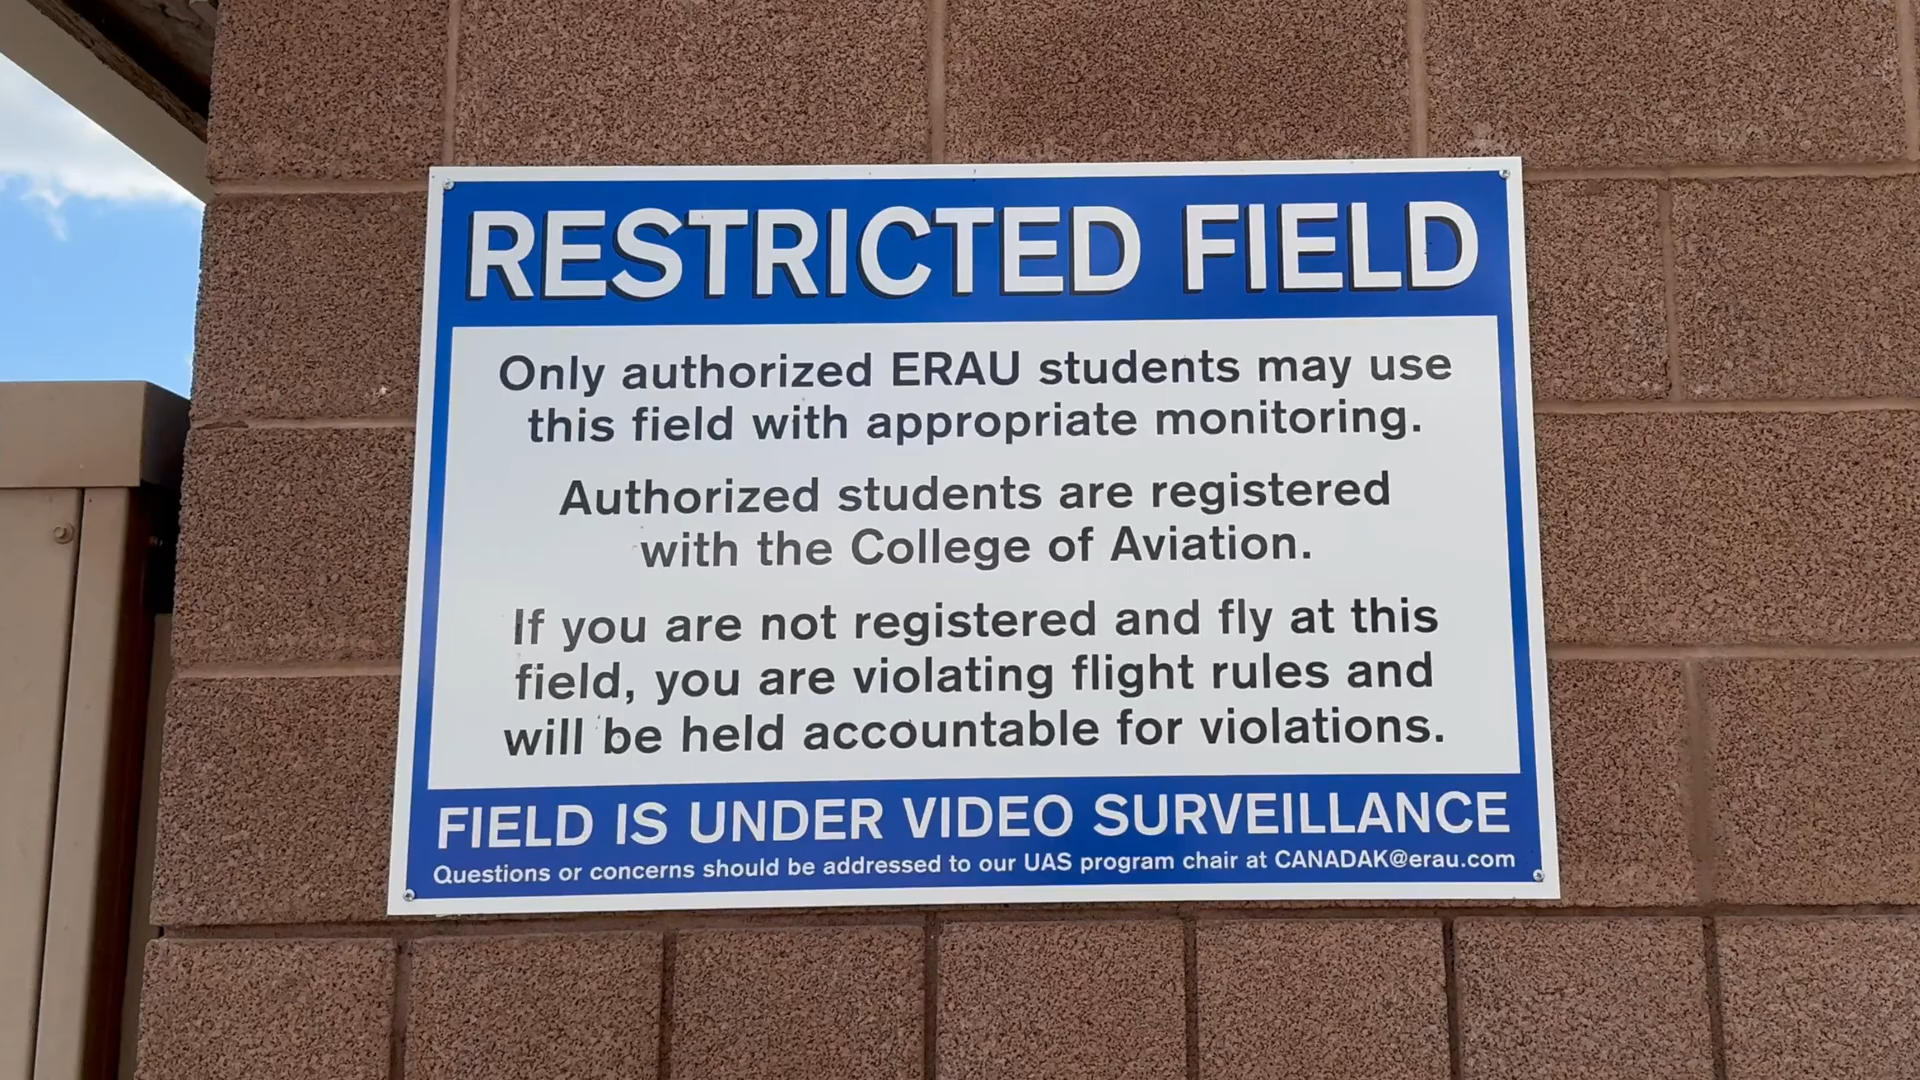 RESTRICTED FIELD
Only authorized ERAU students may use
this field with appropriate monitoring.
Authorized students are registered
with the College of Aviation.
If you are not registered and fly at this
field, you are violating flight rules and
will be held accountable for violations.
FIELD IS UNDER VIDEO SURVEILLANCE
Questions or concerns should be addressed to our UAS program chair at CANADAK@erau.com